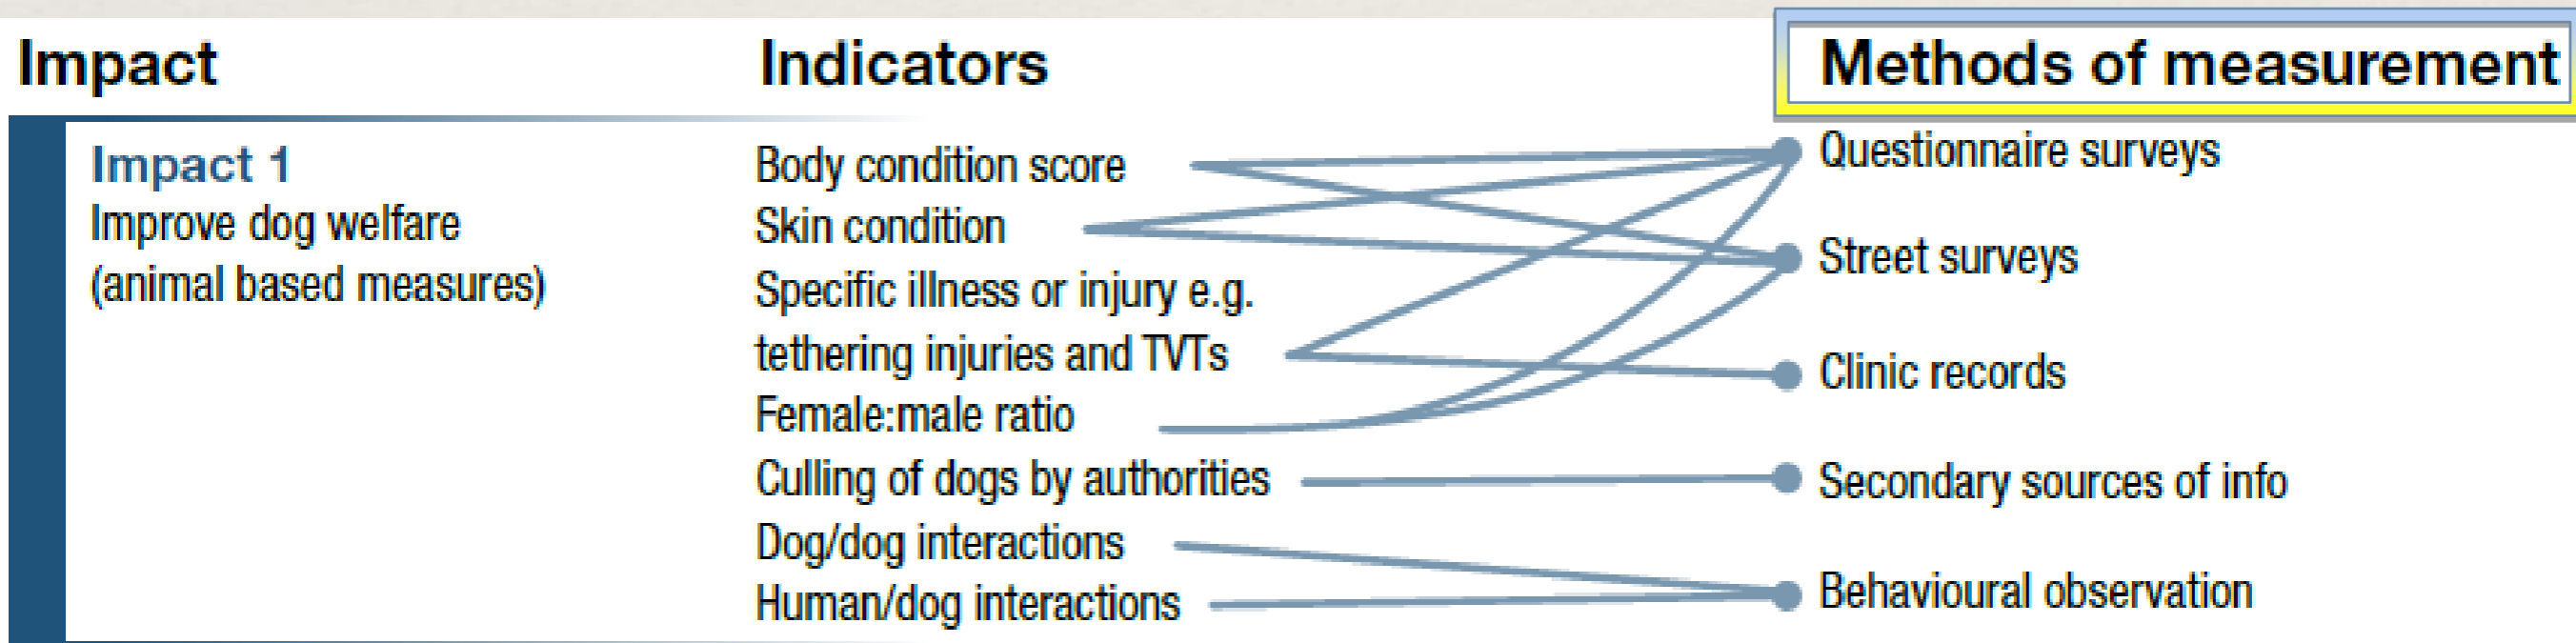 Impact
Indicators
Methods of measurement
Impact 1
Improve dog welfare
(animal based measures)
Body condition score
Skin condition
Specific illness or injury e.g.
tethering injuries and TVTs
Female:male ratio
Culling of dogs by authorities
Dog/dog interactions
Human/dog interactions
Questionnaire surveys
Street surveys
Clinic records
Secondary sources of info
Behavioural observation